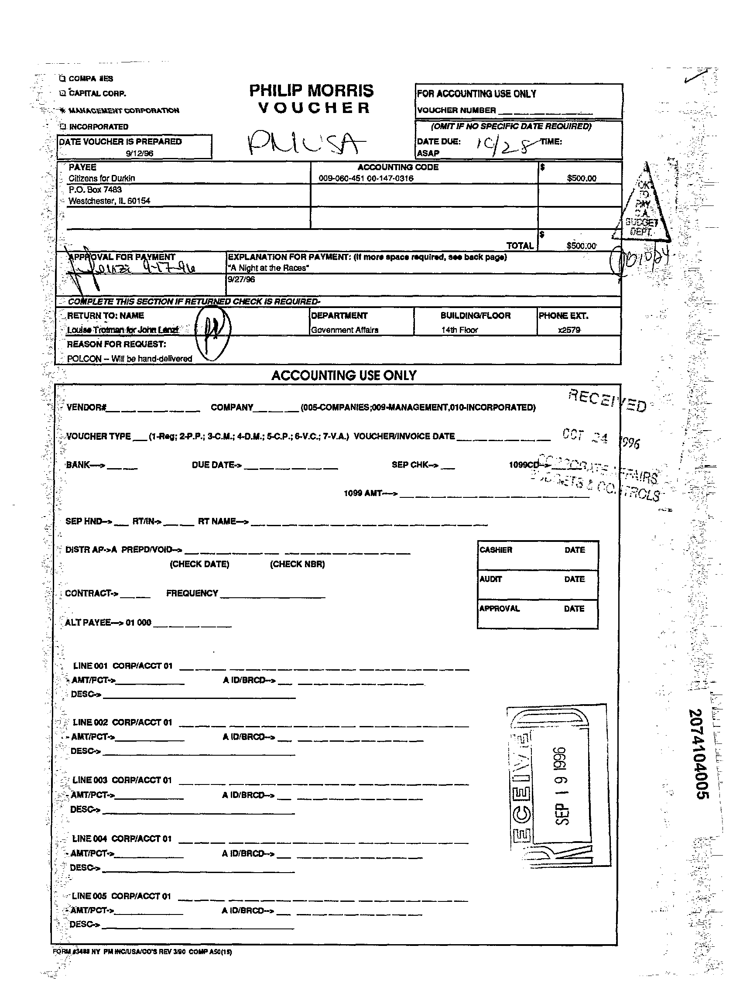 COMPA IES
CAPITAL CORP.
MANAGEMENT CORPORATION
INCORPORATED
PHILIP MORRIS
VOUCHER
PMUSA
FOR ACCOUNTING USE ONLY
VOUCHER NUMBER
(OMIT IF NO SPECIFIC DATE REQUIRED)
DATE DUE: 10/28 TIME:
ASAP
DATE VOUCHER IS PREPARED
9/12/96
PAYEE ACCOUNTING CODE $
Citizens for Durkin 009-060-451 00-147-0316 $500.00
P.O. Box 7483
Westchester, IL 60154
OK
TO
PAY
C.A.
BUDGET
DEPT.
$
TOTAL $500.00
APPROVAL FOR PAYMENT EXPLANATION FOR PAYMENT: (If more space required, see back page)
9-17-96 "A Night at the Races"
9/27/96
COMPLETE THIS SECTION IF RETURNED CHECK IS REQUIRED-
RETURN TO: NAME DEPARTMENT BUILDING/FLOOR PHONE EXT.
Louise Trotman for John Lenzi Govenment Affairs 14th Floor x2579
REASON FOR REQUEST:
POLCON -- Will be hand-delivered
ACCOUNTING USE ONLY
RECEIVED
OCT 24 1996
CORPORATE AFFAIRS
BUDGETS & CONTROLS
VENDOR# COMPANY (005-COMPANIES;009-MANAGEMENT,010-INCORPORATED)
VOUCHER TYPE (1-Reg; 2-P.P.; 3-C.M.; 4-D.M.; 5-C.P.; 6-V.C.; 7-V.A.) VOUCHER/INVOICE DATE
BANK--> DUE DATE-> SEP CHK--> 1099CD-->
1099 AMT-->
SEP HND--> RT/IN-> RT NAME-->
DISTR AP->A PREPD/VOID-->
(CHECK DATE) (CHECK NBR)
CASHIER DATE
AUDIT DATE
APPROVAL DATE
CONTRACT-> FREQUENCY
ALT PAYEE--> 01 000
LINE 001 CORP/ACCT 01
AMT/PCT-> A ID/BRCD-->
DESC->
LINE 002 CORP/ACCT 01
AMT/PCT-> A ID/BRCD-->
DESC->
LINE 003 CORP/ACCT 01
AMT/PCT-> A ID/BRCD-->
DESC->
LINE 004 CORP/ACCT 01
AMT/PCT-> A ID/BRCD-->
DESC->
LINE 005 CORP/ACCT 01
AMT/PCT-> A ID/BRCD-->
DESC->
RECEIVED
SEP 19 1996
2074104005
FORM #3488 NY PM INC/USA/CO'S REV 3/90 COMP A50(15)